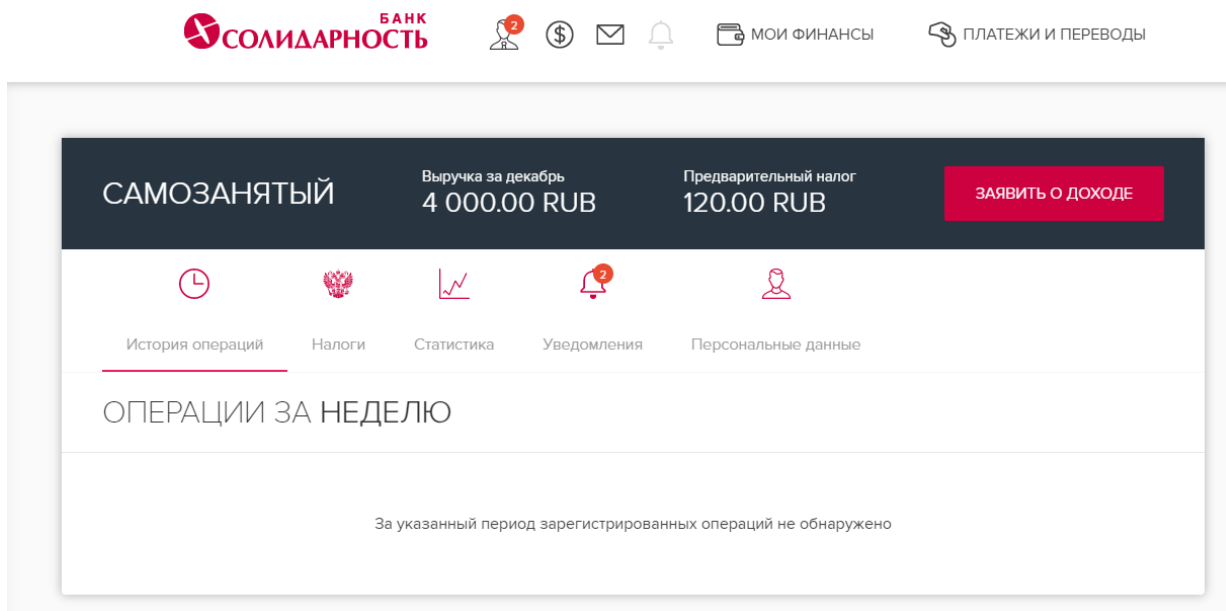 БАНК
СОЛИДАРНОСТЬ
2
МОИ ФИНАНСЫ
ПЛАТЕЖИ И ПЕРЕВОДЫ
САМОЗАНЯТЫЙ
Выручка за декабрь
4 000.00 RUB
Предварительный налог
120.00 RUB
ЗАЯВИТЬ О ДОХОДЕ
2
История операций
Налоги
Статистика
Уведомления
Персональные данные
ОПЕРАЦИИ ЗА НЕДЕЛЮ
За указанный период зарегистрированных операций не обнаружено